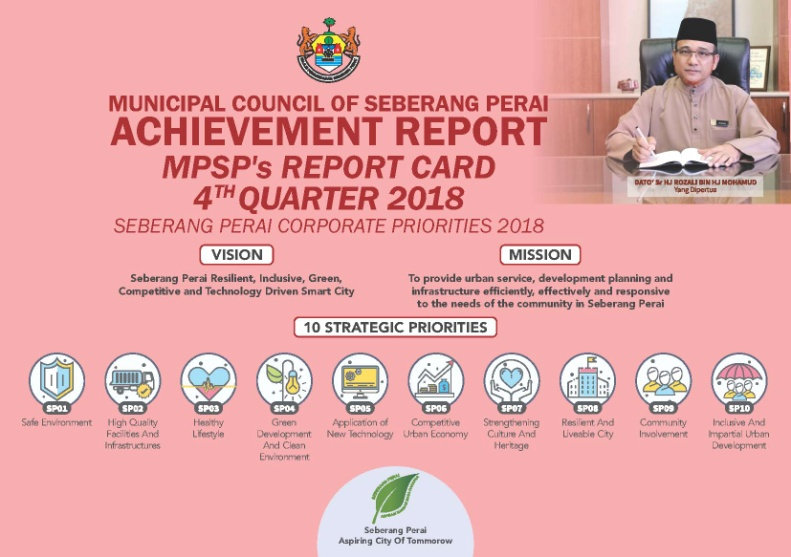 MUNICIPAL COUNCIL OF SEBERANG PERAI
ACHIEVEMENT REPORT
MPSP's REPORT CARD
4TH QUARTER 2018
SEBERANG PERAI CORPORATE PRIORITIES 2018
DATO' Sr HJ ROZALI BIN HJ MOHAMUD
Yang Dipertua
VISION
Seberang Perai Resilient, Inclusive, Green,
Competitive and Technology Driven Smart City
MISSION
To provide urban service, development planning and
infrastructure efficiently, effectively and responsive
to the needs of the community in Seberang Perai
10 STRATEGIC PRIORITIES
SP01
Safe Environment
SP02
High Quality
Facilities And
Infrastructures
SP03
Healthy
Lifestyle
SP04
Green
Development
And Clean
Environment
SP05
Application of
New Technology
SP06
Competitive
Urban Economy
SP07
Strengthening
Culture And
Heritage
SP08
Resilient And
Liveable City
SP09
Community
Involvement
SP10
Inclusive And
Impartial Urban
Development
Seberang Perai
Aspiring City Of Tommorow